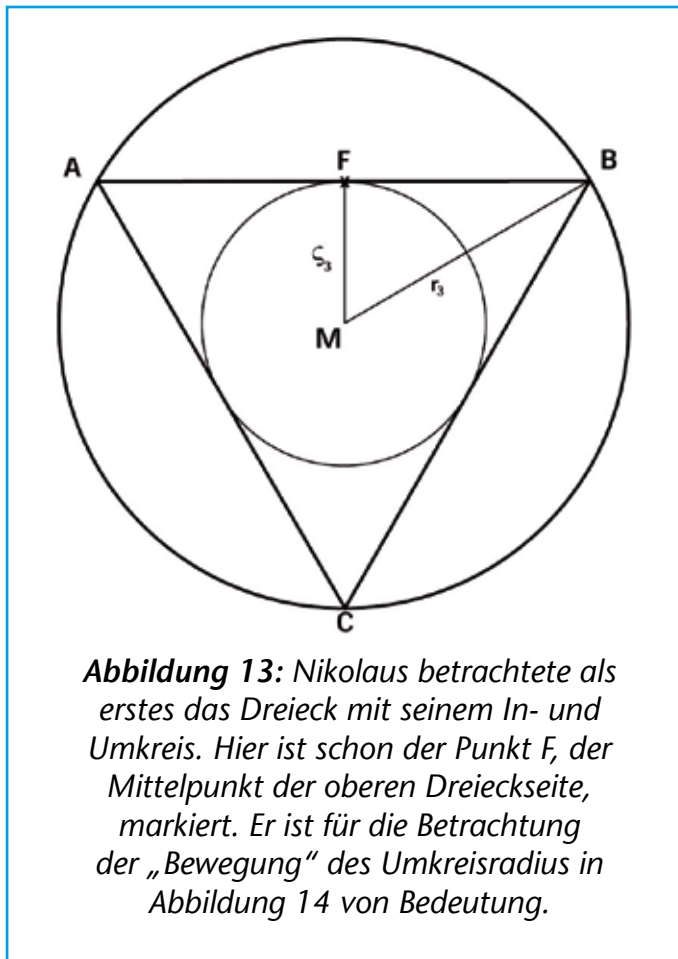 A
F
B
ς₃
r₃
M
C
Abbildung 13: Nikolaus betrachtete als
erstes das Dreieck mit seinem In- und
Umkreis. Hier ist schon der Punkt F, der
Mittelpunkt der oberen Dreieckseite,
markiert. Er ist für die Betrachtung
der „Bewegung“ des Umkreisradius in
Abbildung 14 von Bedeutung.